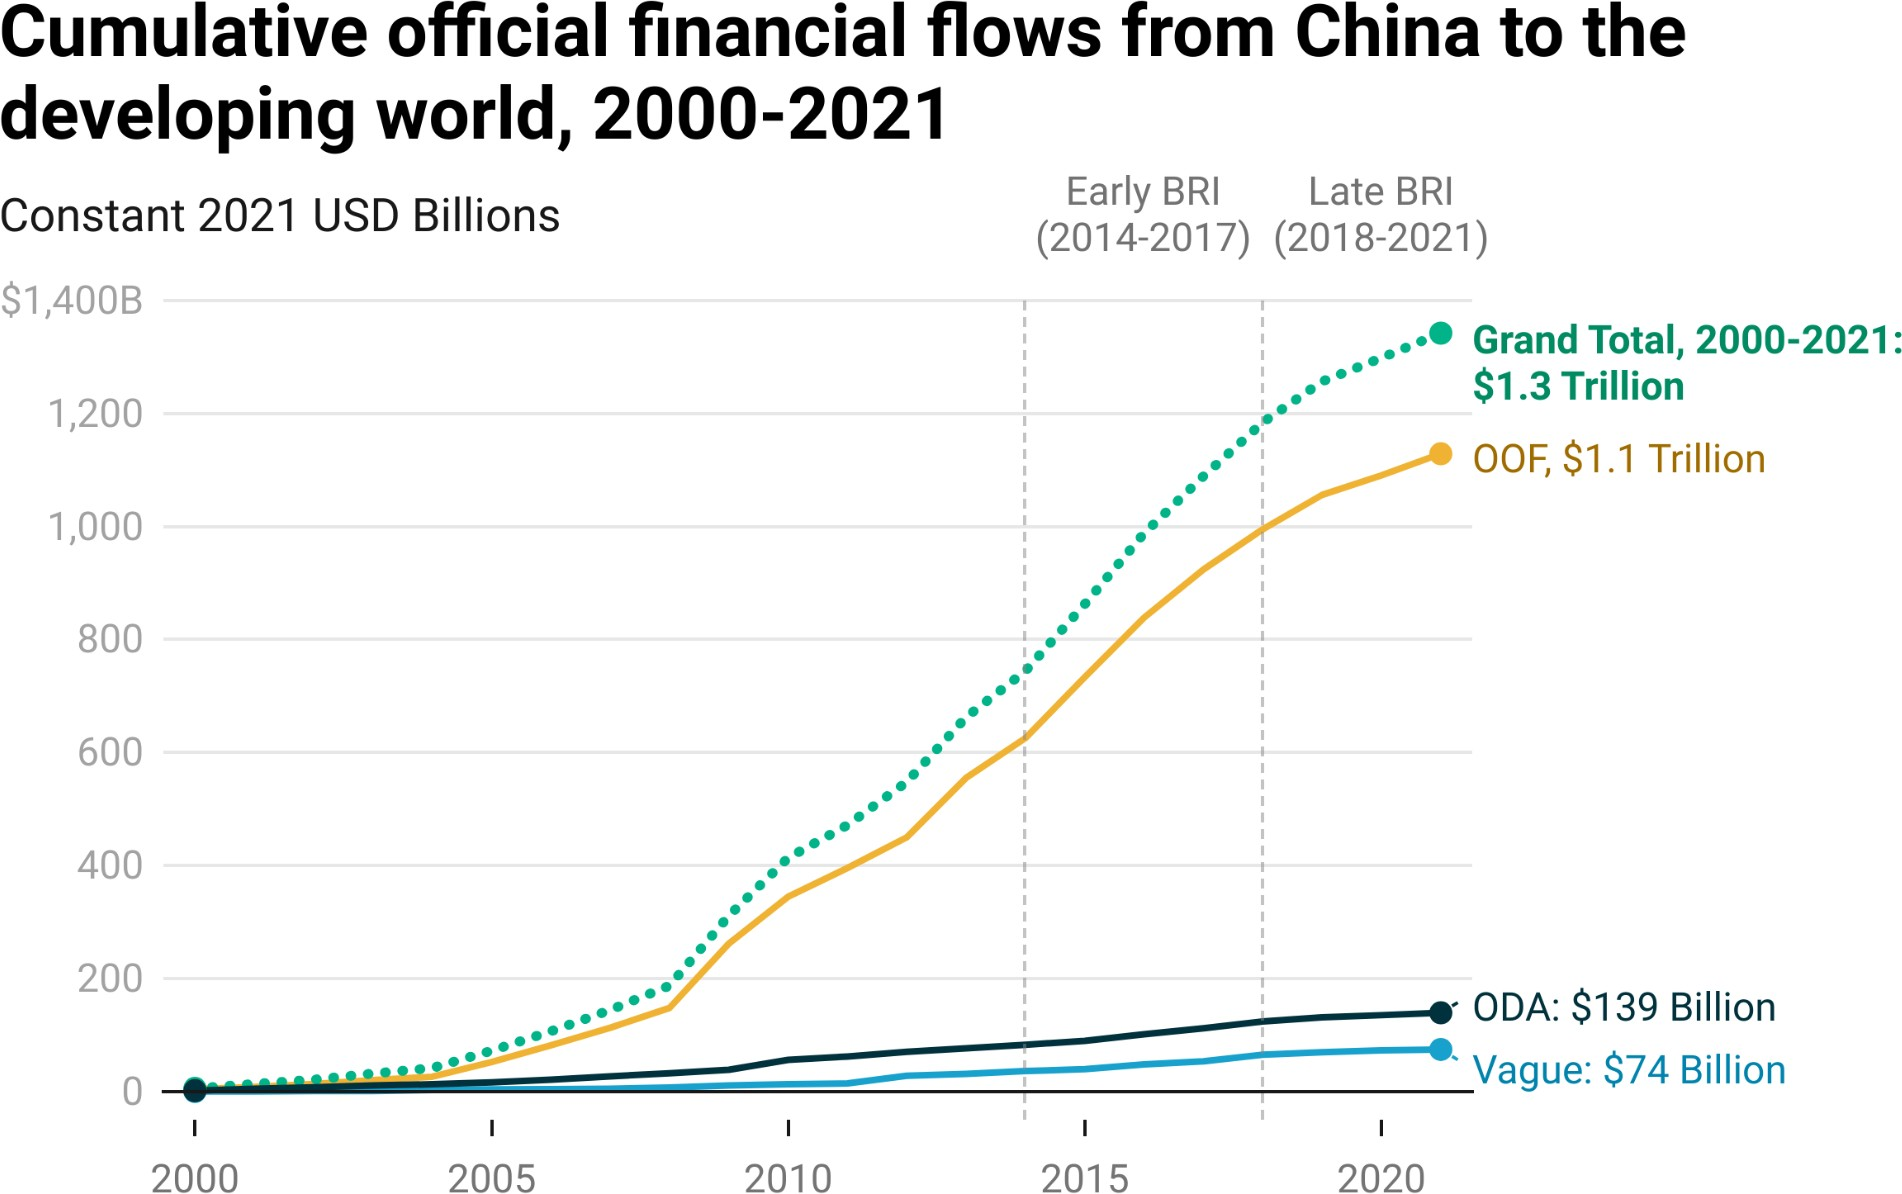 Cumulative official financial flows from China to the
developing world, 2000-2021
Constant 2021 USD Billions
Early BRI
(2014-2017)
Late BRI
(2018-2021)
$1,400B
1,200
1,000
800
600
400
200
0
Grand Total, 2000-2021:
$1.3 Trillion
OOF, $1.1 Trillion
ODA: $139 Billion
Vague: $74 Billion
2000
2005
2010
2015
2020